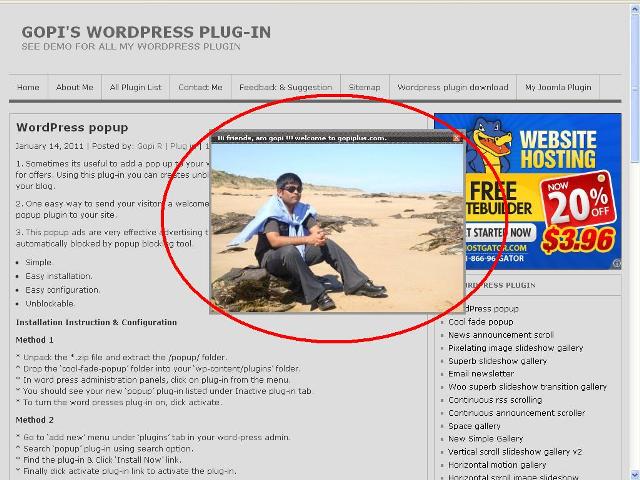 GOPI'S WORDPRESS PLUG-IN
SEE DEMO FOR ALL MY WORDPRESS PLUGIN
Home
About Me
All Plugin List
Contact Me
Feedback & Suggestion
Sitemap
Wordpress plugin download
My Joomla Plugin
WordPress popup
January 14, 2011 | Posted by: Gopi R | Plug in | 1
1. Sometimes its useful to add a pop up to your
for offers. Using this plug-in you can creates unbl
your blog.
2. One easy way to send your visitors a welcome
popup plugin to your site.
3. This popup ads are very effective advertising t
automatically blocked by popup blocking tool.
Simple.
Easy installation.
Easy configuration.
Unblockable.
Installation Instruction & Configuration
Method 1
* Unpack the *.zip file and extract the /popup/ folder.
* Drop the 'cool-fade-popup' folder into your 'wp-content/plugins' folder.
* In word press administration panels, click on plug-in from the menu.
* You should see your new 'popup' plug-in listed under Inactive plug-in tab.
* To turn the word presses plug-in on, click activate.
Method 2
* Go to 'add new' menu under 'plugins' tab in your word-press admin.
* Search 'popup' plug-in using search option.
* Find the plug-in & Click 'Install Now' link.
* Finally click activate plug-in link to activate the plug-in.
Hi friends, am gopi !!! welcome to gopiplus.com.
WEBSITE
HOSTING
FREE
TEBUILDER
T STARTED NOW
OSTGATOR.COM
1-866-96-GATOR
NOW
20%
OFF
$3.96
ORDPRESS PLUGIN
rdPress popup
Cool fade popup
News announcement scroll
Pixelating image slideshow gallery
Superb slideshow gallery
Email newsletter
Woo superb slideshow transition gallery
Continuous rss scrolling
Continuous announcement scroller
Space gallery
New Simple Gallery
Vertical scroll slideshow gallery v2
Horizontal motion gallery
Horizontal scroll image slideshow